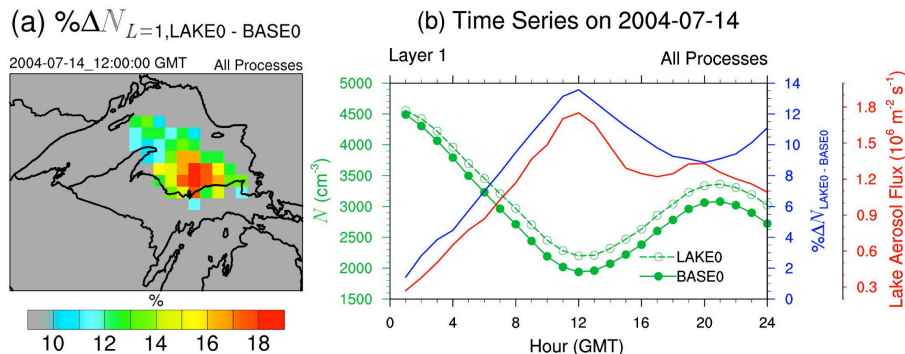 (a) %ΔN_L=1,LAKE0 - BASE0
2004-07-14_12:00:00 GMT All Processes
%
10 12 14 16 18
(b) Time Series on 2004-07-14
Layer 1 All Processes
5000
4500
4000
3500
3000
2500
2000
1500
N (cm⁻³)
14
12
10
8
6
4
2
0
%ΔN_LAKE0 - BASE0
1.8
1.5
1.2
0.9
0.6
0.3
Lake Aerosol Flux (10⁶ m⁻² s⁻¹)
LAKE0
BASE0
0 4 8 12 16 20 24
Hour (GMT)